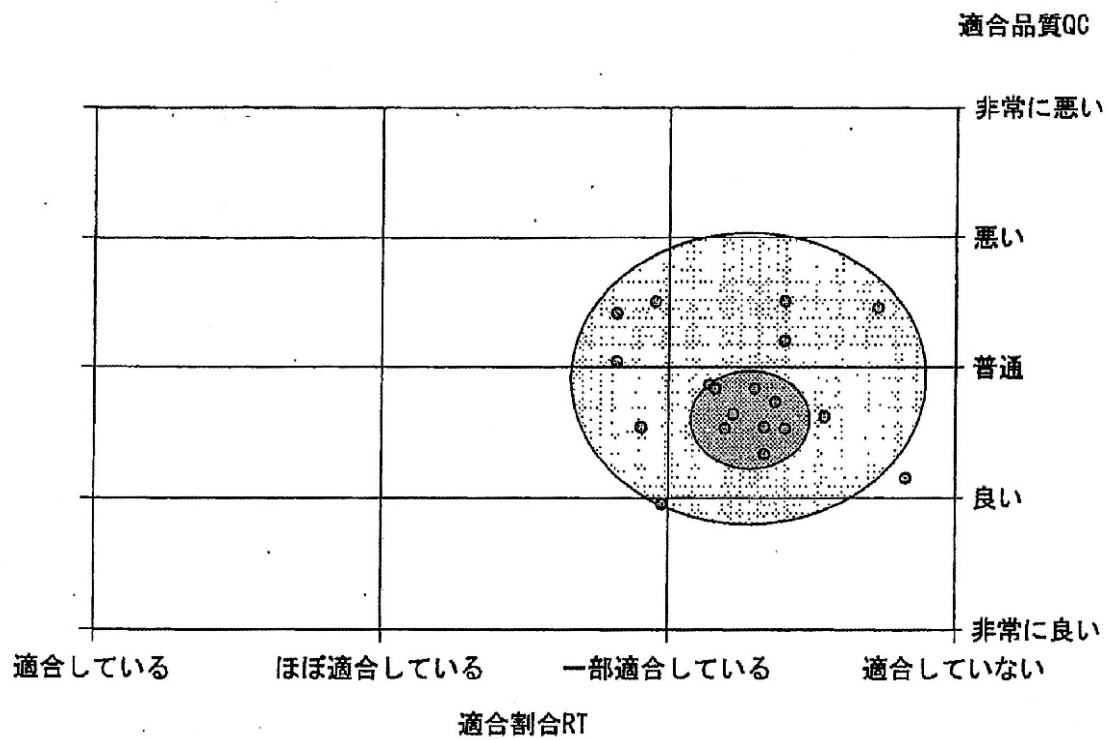 適合品質QC
非常に悪い
悪い
普通
良い
非常に良い
適合している
ほぼ適合している
一部適合している
適合していない
適合割合RT